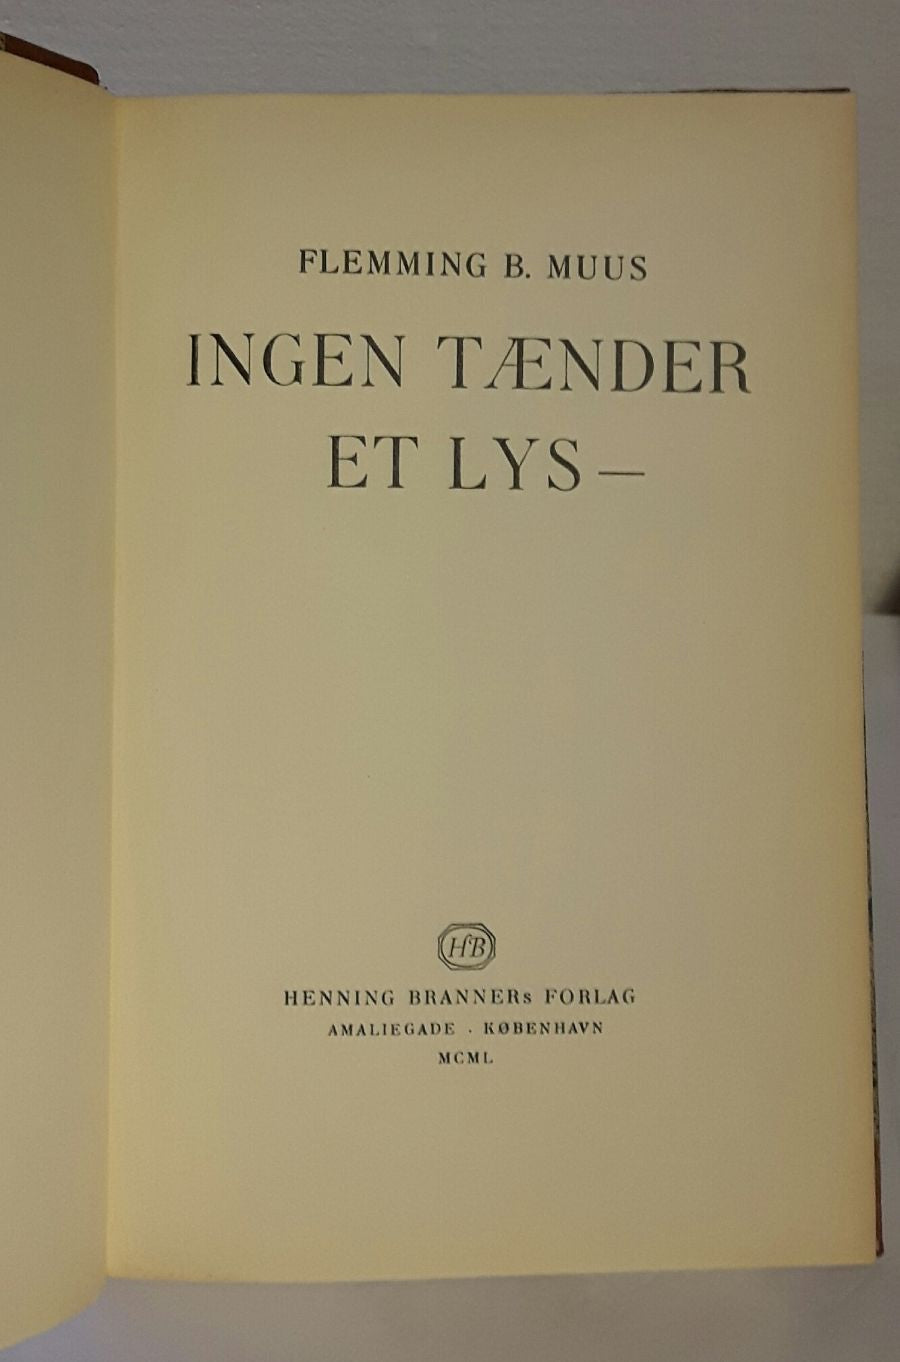 FLEMMING B. MUUS
INGEN TÆNDER
ET LYS —
HB
HENNING BRANNERs FORLAG
AMALIEGADE . KØBENHAVN
MCML